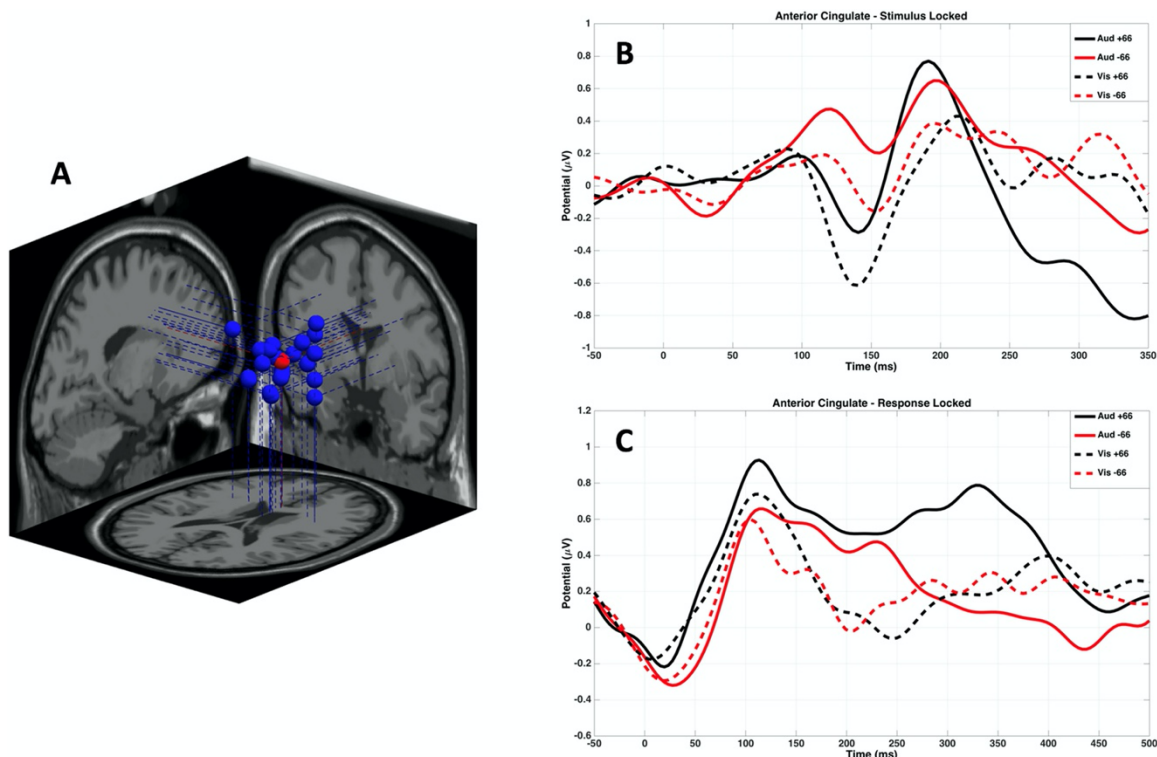 A
Anterior Cingulate - Stimulus Locked
B
Aud +66
Aud -66
Vis +66
Vis -66
1
0.8
0.6
0.4
0.2
0
-0.2
-0.4
-0.6
-0.8
-1
Potential (μV)
-50 0 50 100 150 200 250 300 350
Time (ms)
Anterior Cingulate - Response Locked
C
Aud +66
Aud -66
Vis +66
Vis -66
1.2
1
0.8
0.6
0.4
0.2
0
-0.2
-0.4
-0.6
Potential (μV)
-50 0 50 100 150 200 250 300 350 400 450 500
Time (ms)